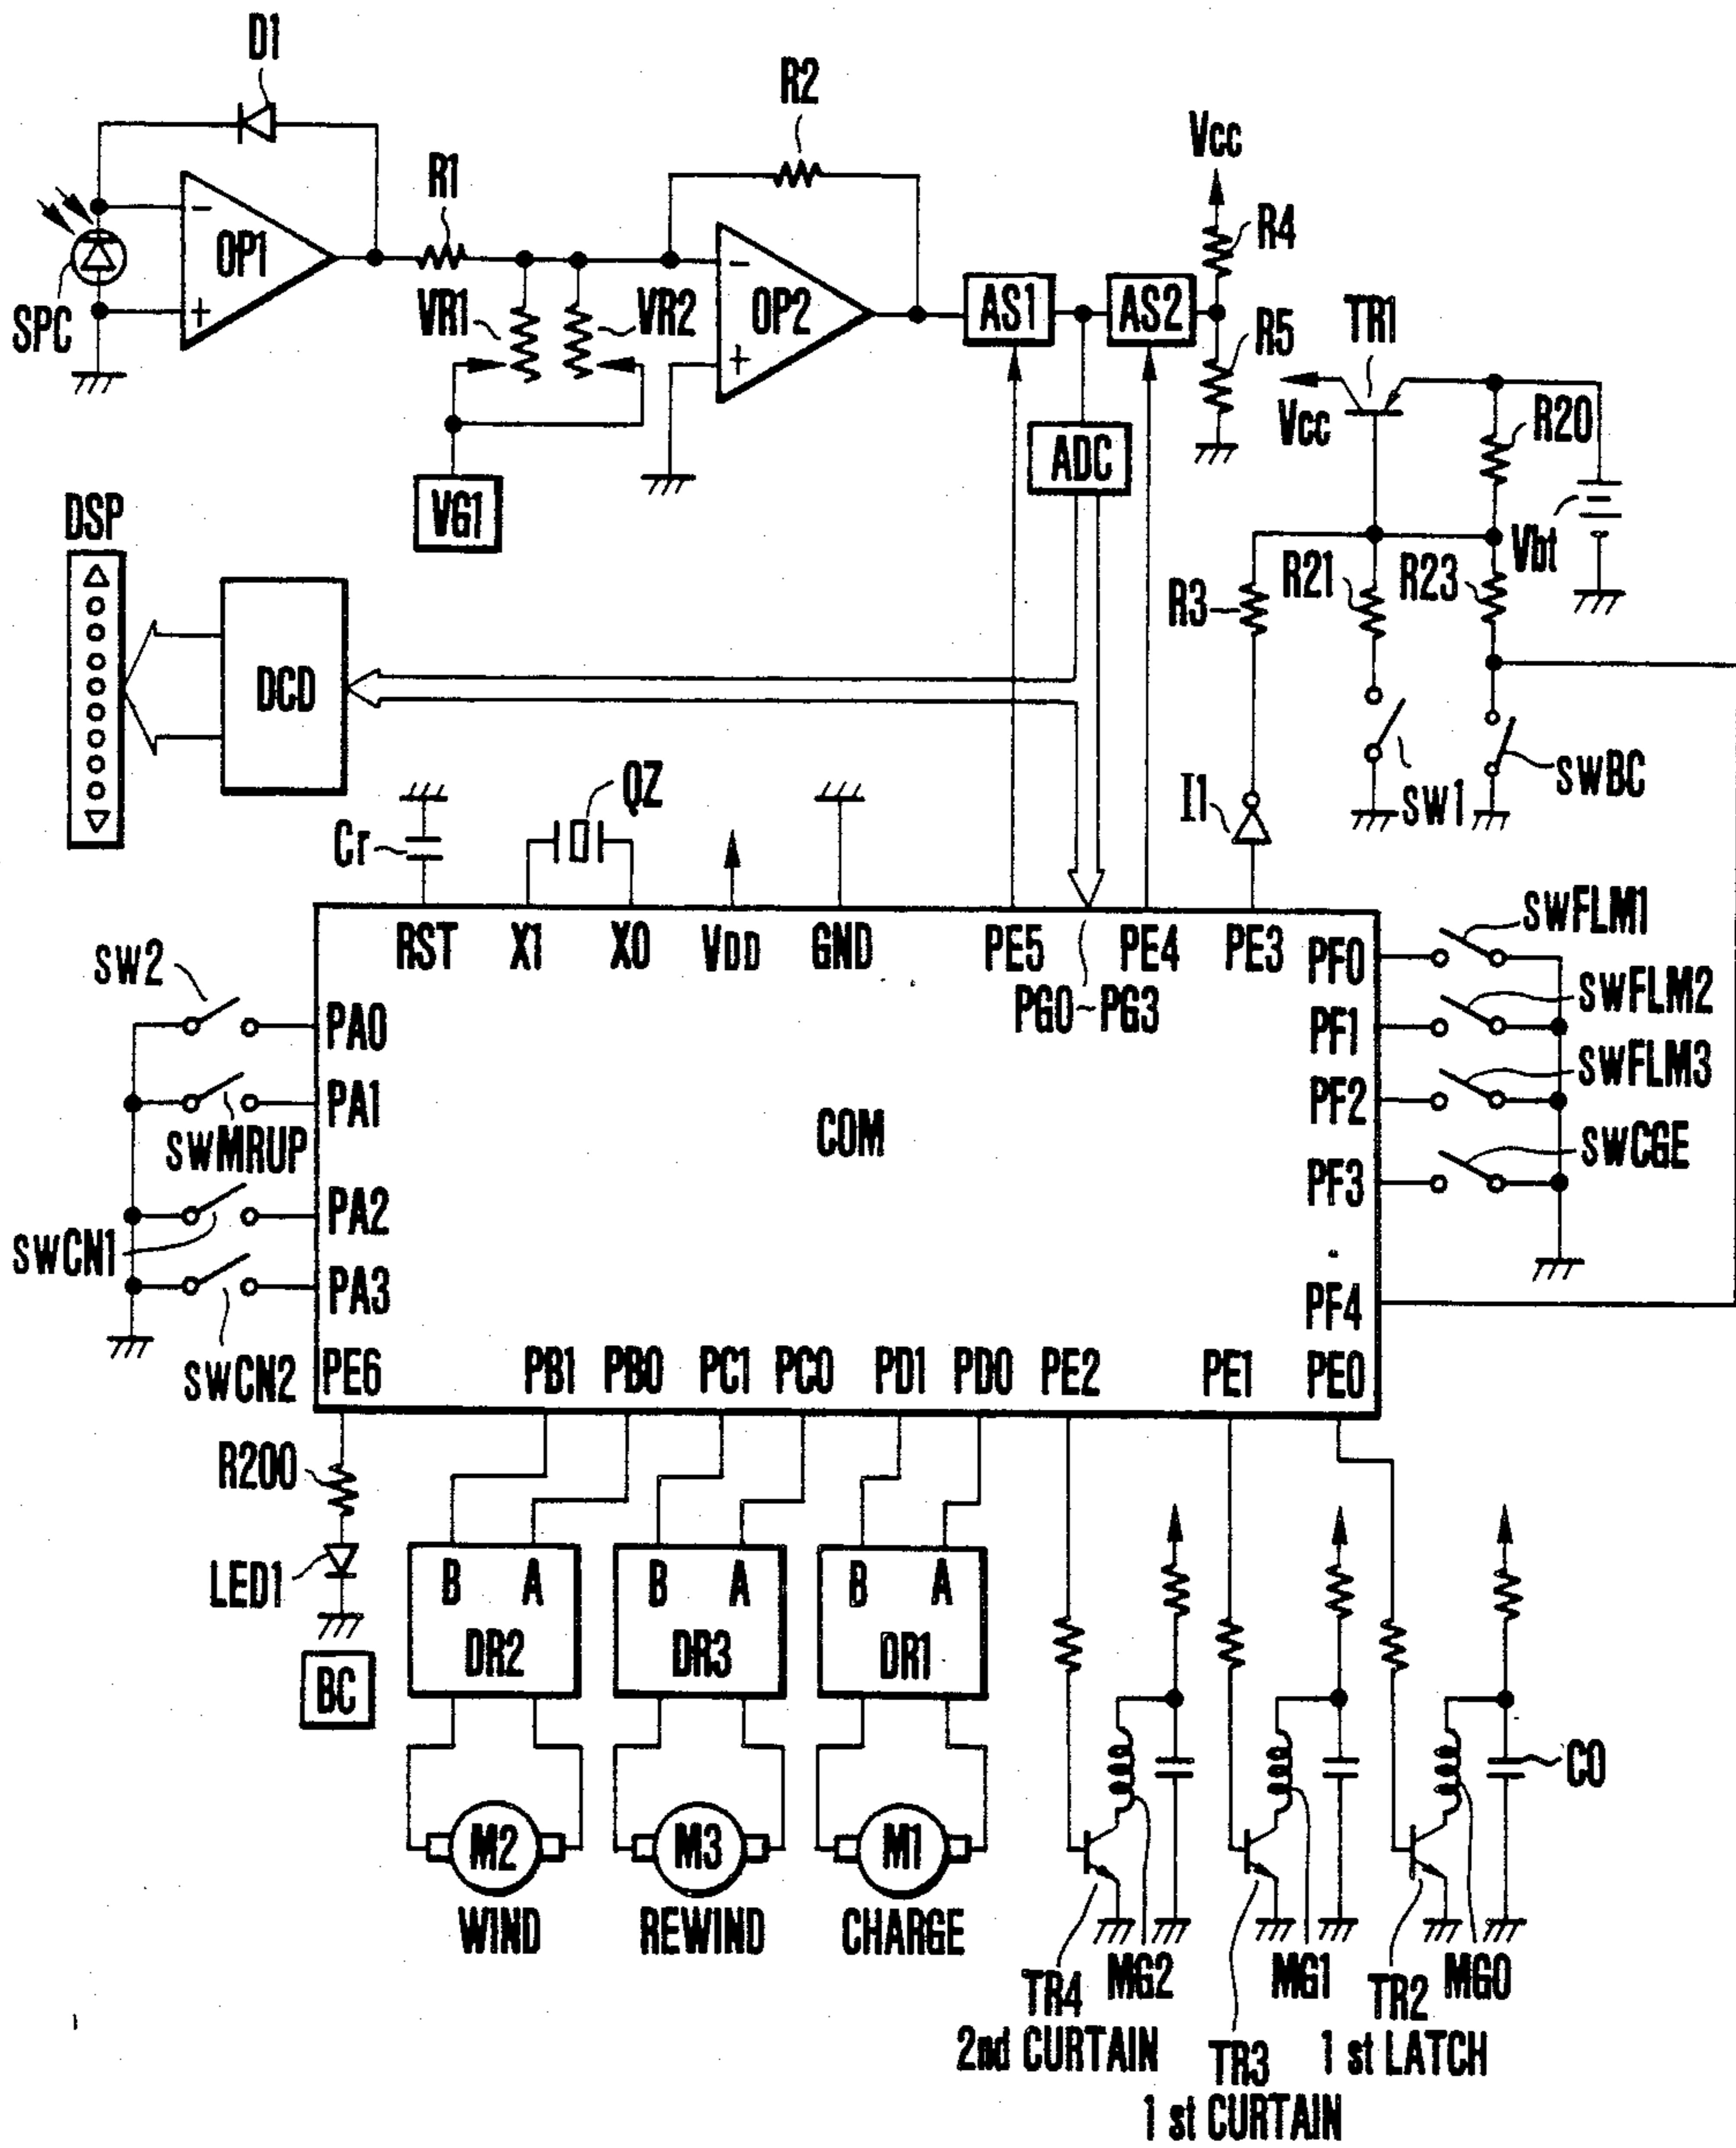 D1
R2
Vcc
R1
R4
OP1
SPC
VR1
VR2
OP2
AS1
AS2
R5
TR1
Vcc
R20
ADC
VG1
DSP
Vbt
R3
R21
R23
DCD
QZ
Cr
I1
SW1
SWBC
RST
X1
X0
VDD
GND
PE5
PE4
PE3
PG0~PG3
SW2
SWMRUP
SWCN1
SWCN2
PA0
PA1
PA2
PA3
COM
PF0
PF1
PF2
PF3
PF4
SWFLM1
SWFLM2
SWFLM3
SWCGE
PE6
PB1
PB0
PC1
PC0
PD1
PD0
PE2
PE1
PE0
R200
LED1
BC
B A
DR2
B A
DR3
B A
DR1
M2
M3
M1
WIND
REWIND
CHARGE
C0
TR4
MG2
2nd CURTAIN
TR3
MG1
1st CURTAIN
TR2
MG0
1st LATCH